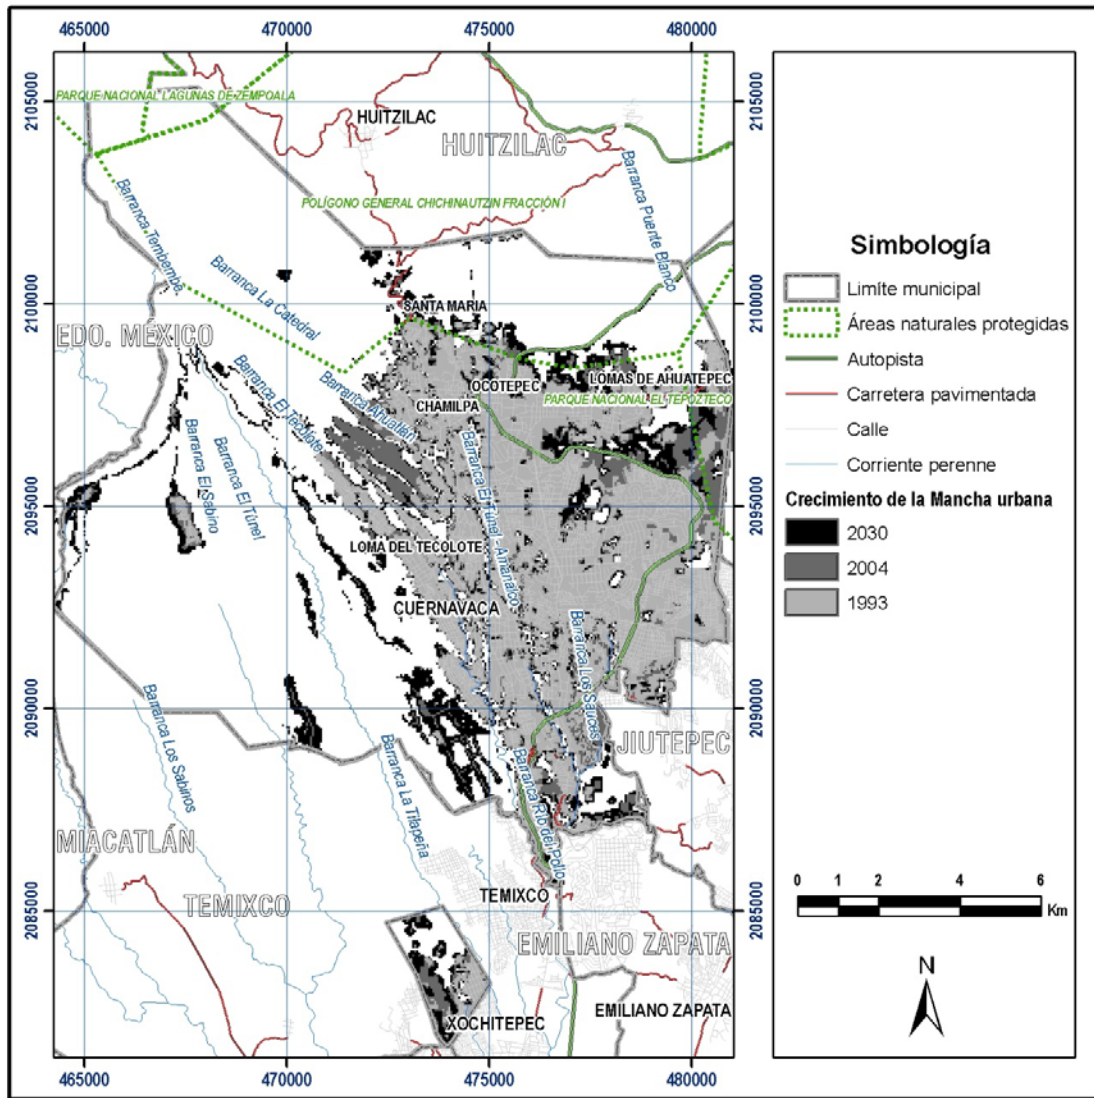 465000 470000 475000 480000
2105000
2105000
PARQUE NACIONAL LAGUNAS DE ZEMPOALA
HUITZILAC
HUITZILAC
Barranca Tembembe
POLÍGONO GENERAL CHICHINAUTZIN FRACCIÓN I
Barranca Puente Blanco
Barranca La Catedral
2100000
2100000
SANTA MARIA
EDO. MÉXICO
Barranca El Tecolote
Barranca Ahuatlán
OCOTEPEC
LOMAS DE AHUATEPEC
CHAMILPA
PARQUE NACIONAL EL TEPOZTECO
Barranca El Sabino
Barranca El Túnel
Barranca El Túnel - Amanalco
2095000
2095000
LOMA DEL TECOLOTE
CUERNAVACA
Barranca Los Sauces
2090000
2090000
Barranca Los Sabinos
Barranca La Tilapeña
Barranca Río del Pollo
JIUTEPEC
MIACATLÁN
TEMIXCO
TEMIXCO
2085000
2085000
EMILIANO ZAPATA
XOCHITEPEC
EMILIANO ZAPATA
465000 470000 475000 480000
Simbología
Limíte municipal
Áreas naturales protegidas
Autopista
Carretera pavimentada
Calle
Corriente perenne
Crecimiento de la Mancha urbana
2030
2004
1993
0 1 2 4 6
Km
N